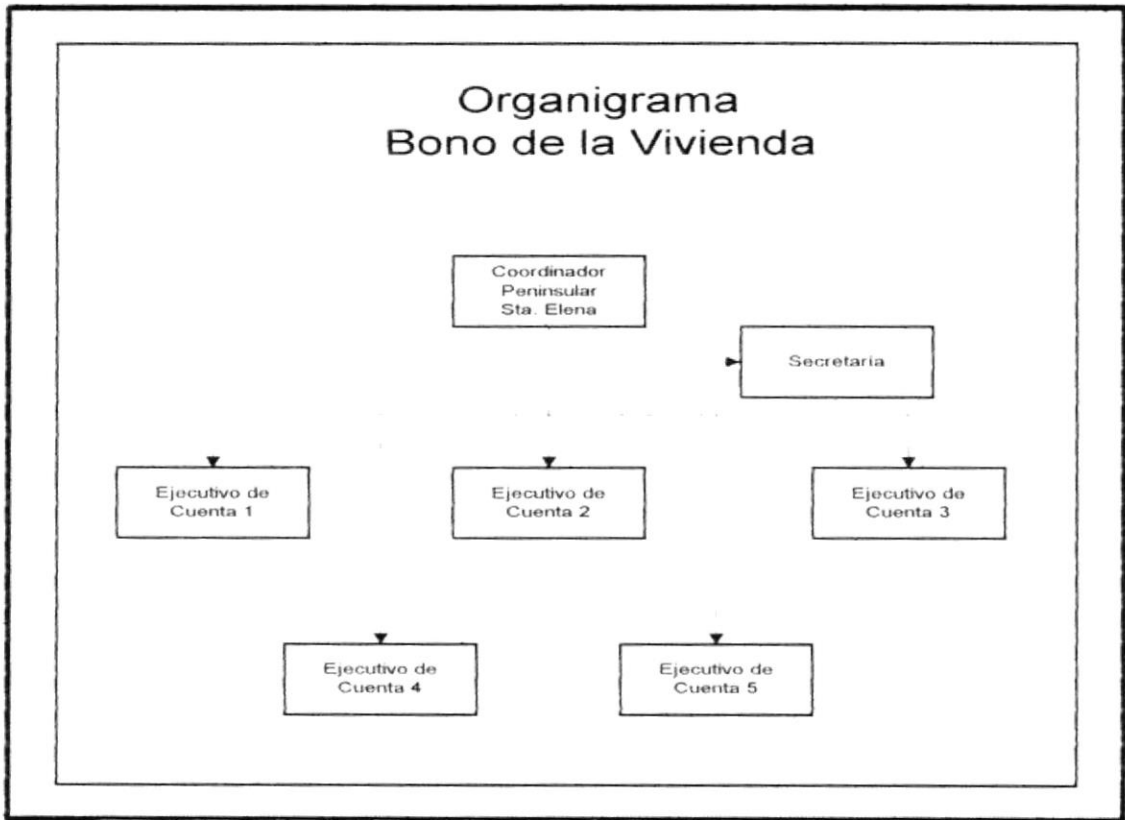 Organigrama
Bono de la Vivienda
Coordinador
Peninsular
Sta. Elena
Secretaria
Ejecutivo de
Cuenta 1
Ejecutivo de
Cuenta 2
Ejecutivo de
Cuenta 3
Ejecutivo de
Cuenta 4
Ejecutivo de
Cuenta 5